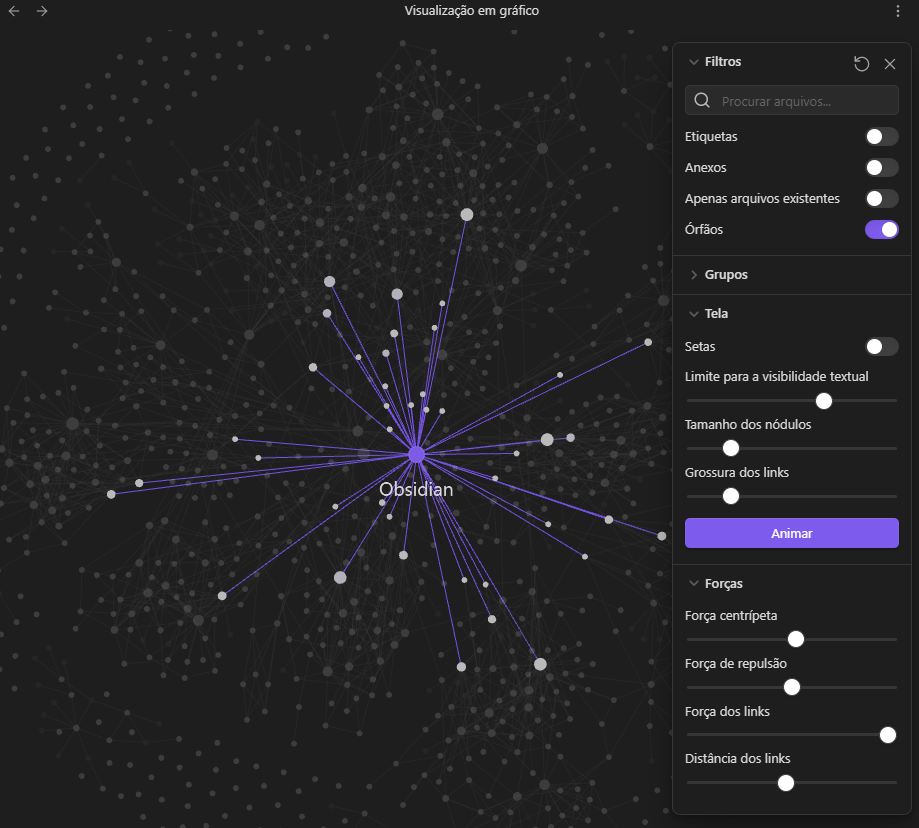 Visualização em gráfico
Filtros
Procurar arquivos...
Etiquetas
Anexos
Apenas arquivos existentes
Órfãos
Grupos
Tela
Setas
Limite para a visibilidade textual
Tamanho dos nódulos
Grossura dos links
Animar
Forças
Força centrípeta
Força de repulsão
Força dos links
Distância dos links
Obsidian